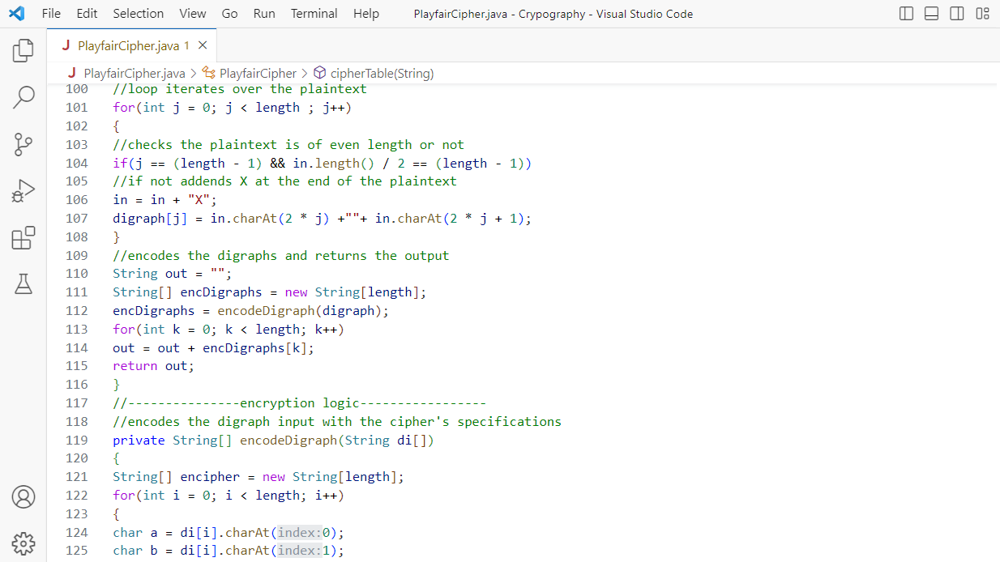 File Edit Selection View Go Run Terminal Help PlayfairCipher.java - Crypography - Visual Studio Code
J PlayfairCipher.java 1 ×
J PlayfairCipher.java > PlayfairCipher > cipherTable(String)
100 //loop iterates over the plaintext
101 for(int j = 0; j < length ; j++)
102 {
103 //checks the plaintext is of even length or not
104 if(j == (length - 1) && in.length() / 2 == (length - 1))
105 //if not addends X at the end of the plaintext
106 in = in + "X";
107 digraph[j] = in.charAt(2 * j) +""+ in.charAt(2 * j + 1);
108 }
109 //encodes the digraphs and returns the output
110 String out = "";
111 String[] encDigraphs = new String[length];
112 encDigraphs = encodeDigraph(digraph);
113 for(int k = 0; k < length; k++)
114 out = out + encDigraphs[k];
115 return out;
116 }
117 //---------------encryption logic-----------------
118 //encodes the digraph input with the cipher's specifications
119 private String[] encodeDigraph(String di[])
120 {
121 String[] encipher = new String[length];
122 for(int i = 0; i < length; i++)
123 {
124 char a = di[i].charAt(index:0);
125 char b = di[i].charAt(index:1);